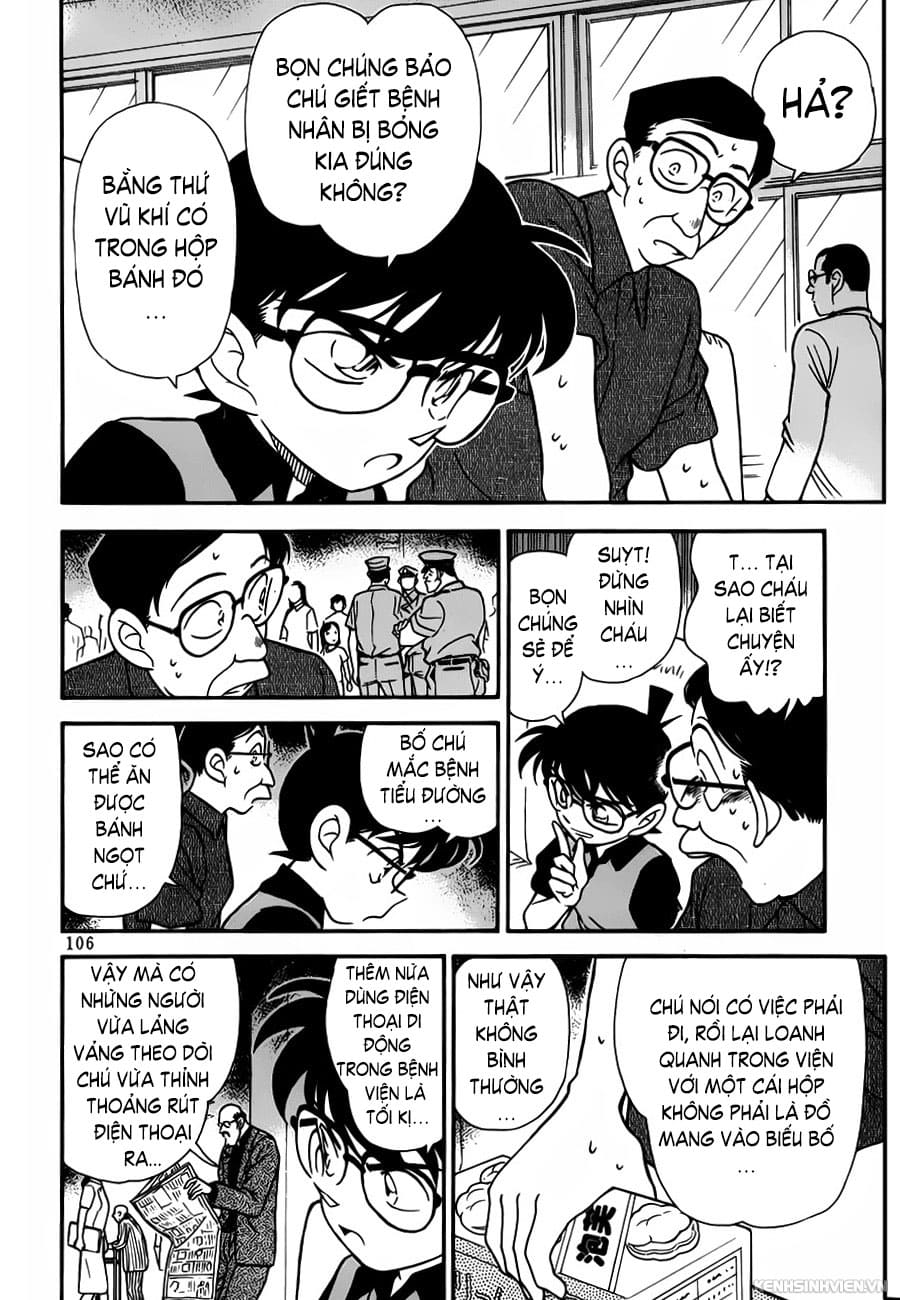 HẢ?
BỌN CHÚNG BẢO
CHÚ GIẾT BỆNH
NHÂN BỊ BỎNG
KIA ĐÚNG
KHÔNG?
BẰNG THỨ
VŨ KHÍ CÓ
TRONG HỘP
BÁNH ĐÓ
...
T... TẠI
SAO CHÁU
LẠI BIẾT
CHUYỆN
ẤY!?
SUỴT!
ĐỪNG
NHÌN
CHÁU
...
BỌN
CHÚNG
SẼ ĐỂ
Ý...
BỐ CHÚ
MẮC BỆNH
TIỂU ĐƯỜNG
SAO CÓ
THỂ ĂN
ĐƯỢC
BÁNH
NGỌT
CHỨ...
106
CHÚ NÓI CÓ VIỆC PHẢI
ĐI, RỒI LẠI LOANH
QUANH TRONG VIỆN
VỚI MỘT CÁI HỘP
KHÔNG PHẢI LÀ ĐỒ
MANG VÀO BIẾU BỐ
...
NHƯ VẬY
THẬT
KHÔNG
BÌNH
THƯỜNG
...
THÊM NỮA
DÙNG ĐIỆN
THOẠI DI
ĐỘNG
TRONG BỆNH
VIỆN LÀ
TỐI KỊ...
VẬY MÀ CÓ
NHỮNG NGƯỜI
VỪA LẢNG
VẢNG THEO DÕI
CHÚ VỪA THỈNH
THOẢNG RÚT
ĐIỆN THOẠI
RA...
KENHSINHVIEN.VN